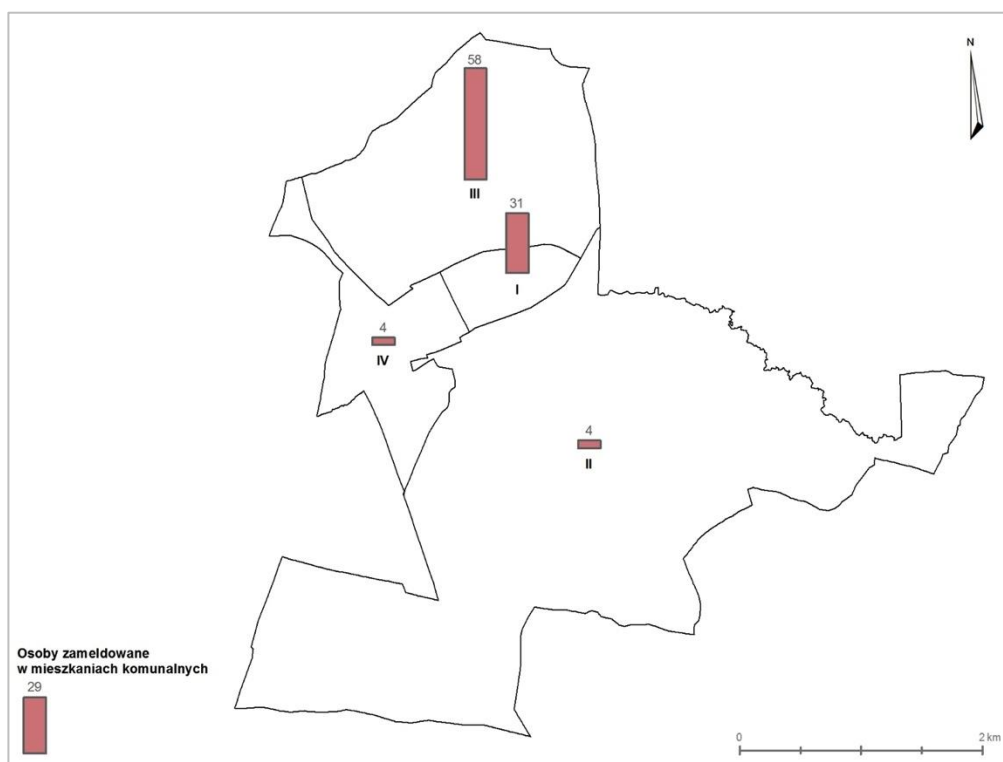 N
58
III
31
I
4
IV
4
II
Osoby zameldowane
w mieszkaniach komunalnych
29
0
2 km